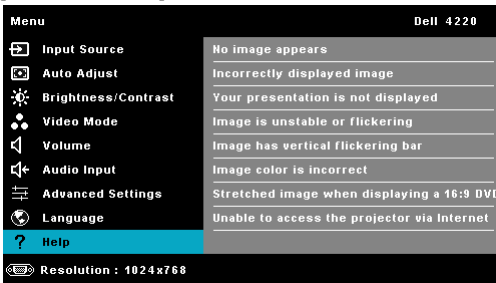 Menu Dell 4220
Input Source
Auto Adjust
Brightness/Contrast
Video Mode
Volume
Audio Input
Advanced Settings
Language
? Help
No image appears
Incorrectly displayed image
Your presentation is not displayed
Image is unstable or flickering
Image has vertical flickering bar
Image color is incorrect
Stretched image when displaying a 16:9 DVD
Unable to access the projector via Internet
Resolution : 1024x768